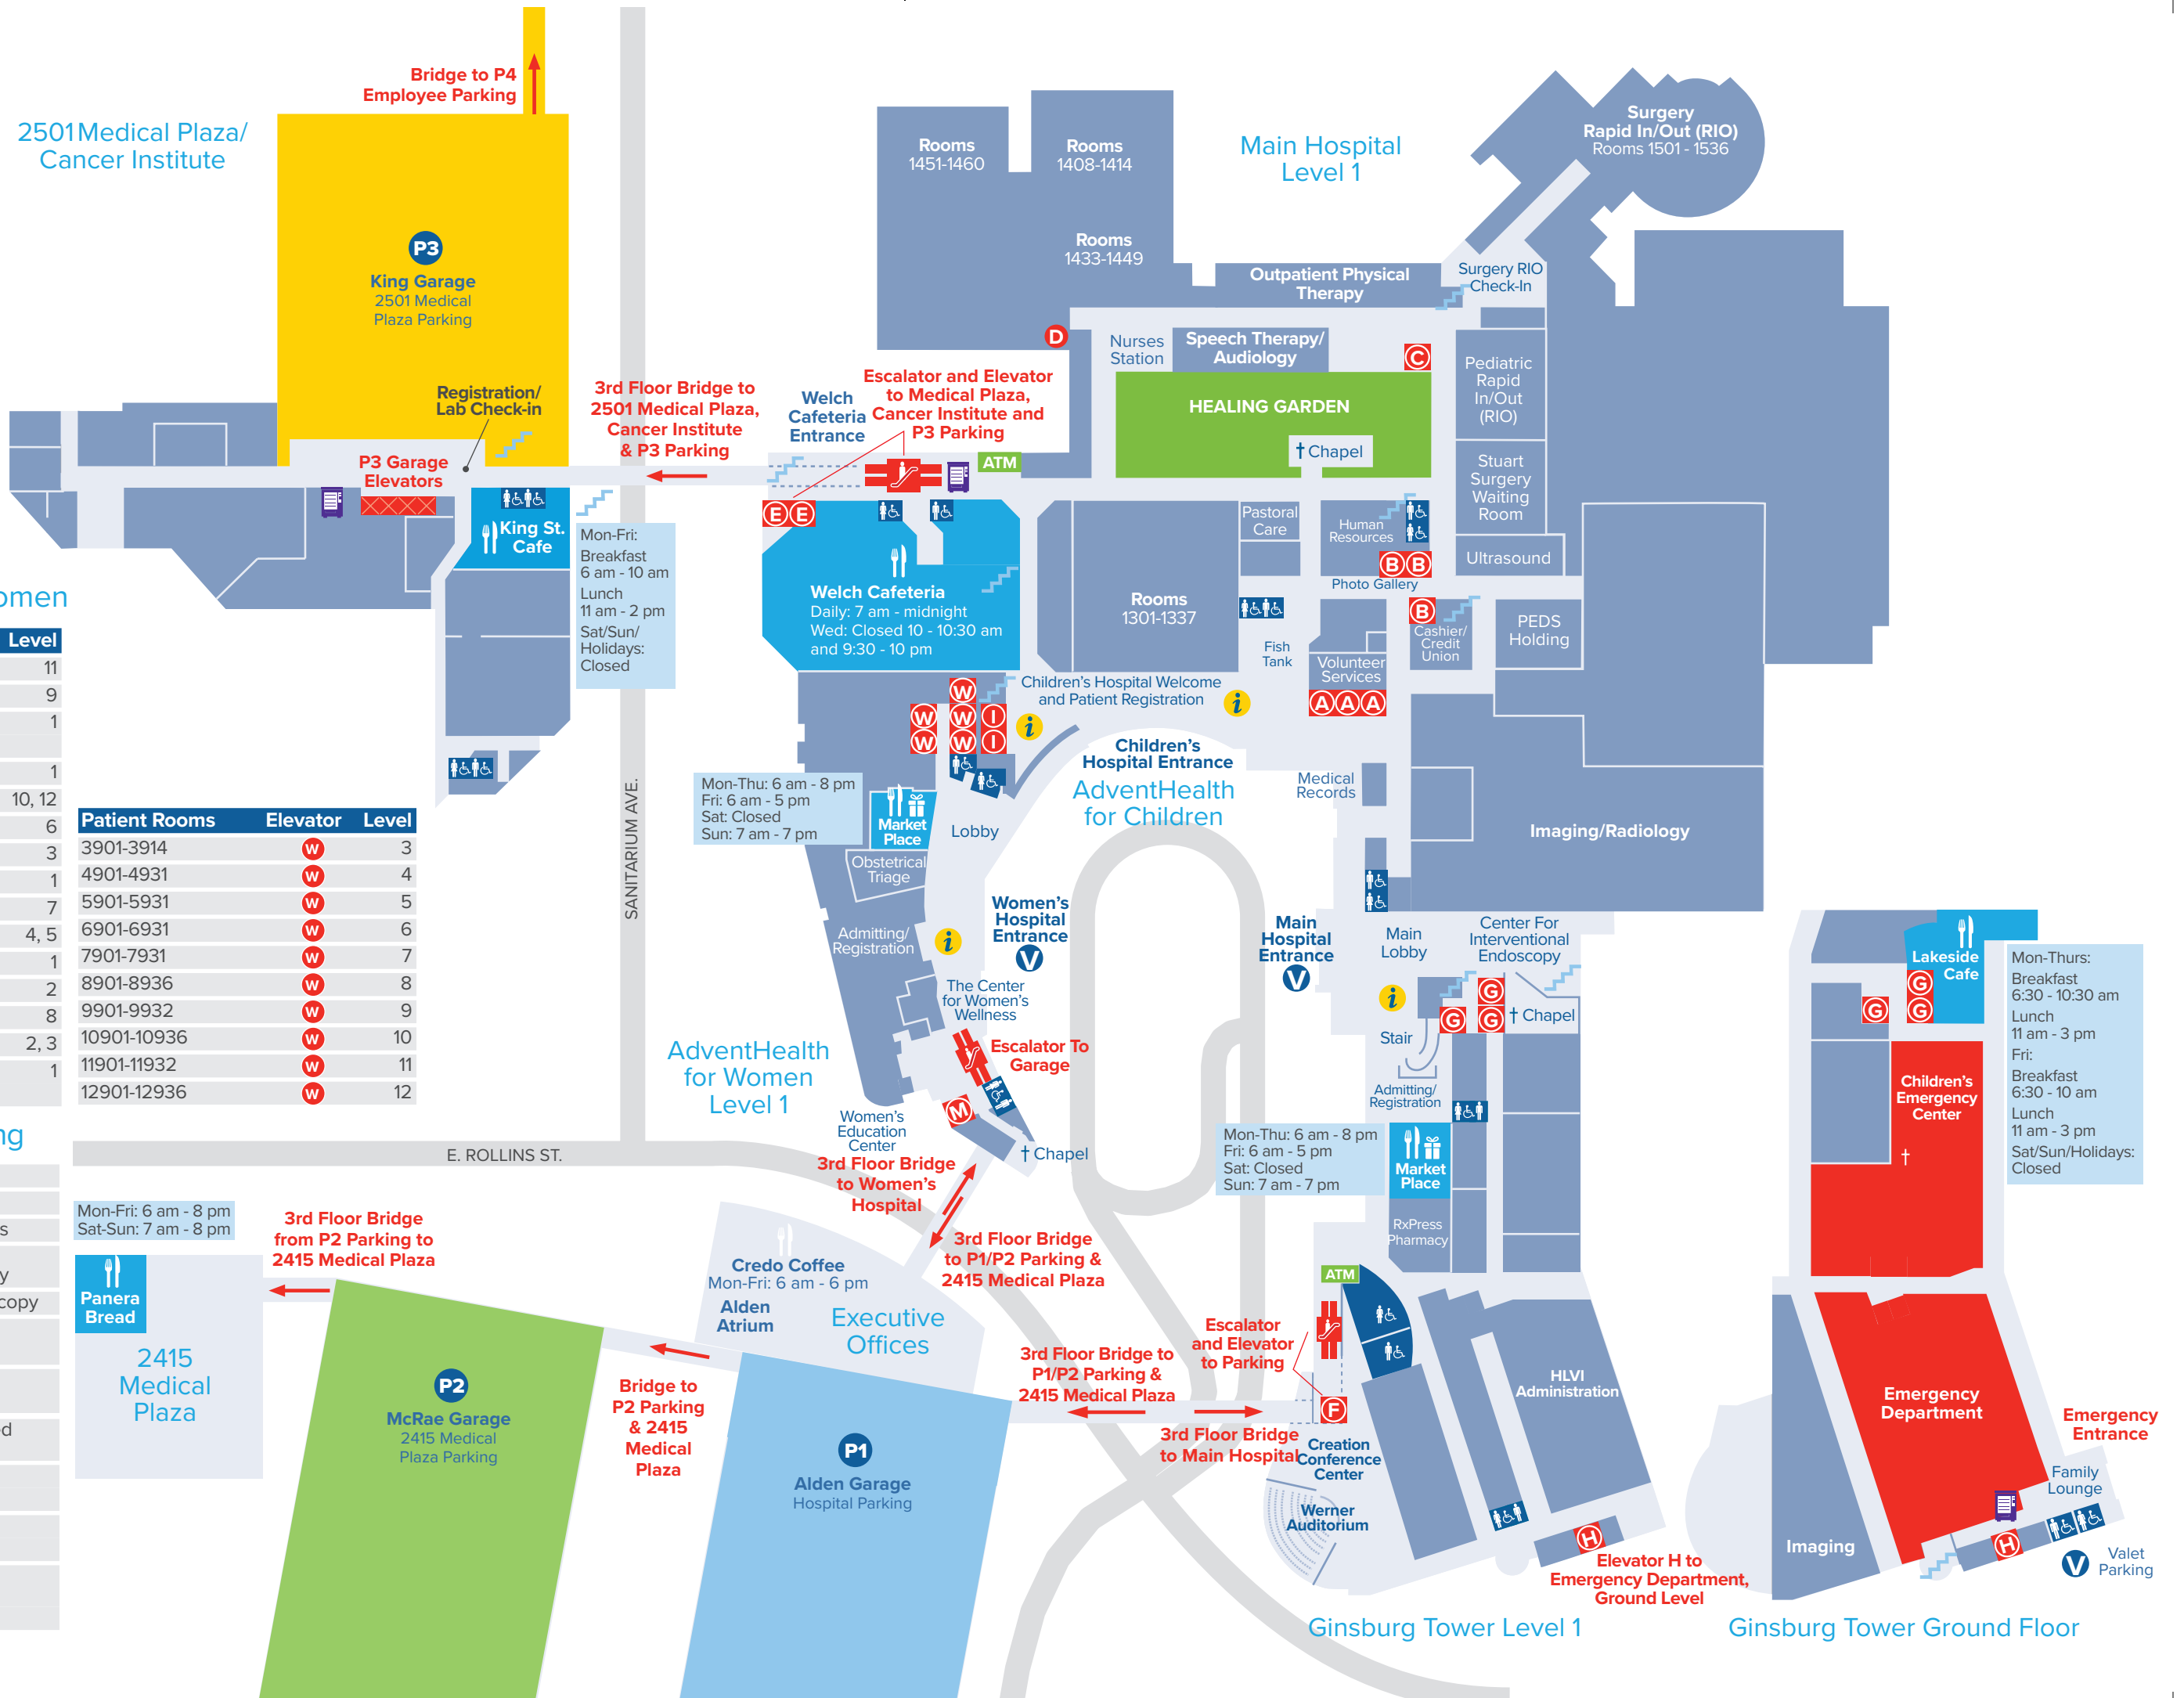 Bridge to P4
Employee Parking
2501 Medical Plaza/
Cancer Institute
P3
King Garage
2501 Medical
Plaza Parking
Registration/
Lab Check-in
P3 Garage
Elevators
King St.
Cafe
Mon-Fri:
Breakfast
6 am - 10 am
Lunch
11 am - 2 pm
Sat/Sun/
Holidays:
Closed
3rd Floor Bridge to
2501 Medical Plaza,
Cancer Institute
& P3 Parking
Welch
Cafeteria
Entrance
Escalator and Elevator
to Medical Plaza,
Cancer Institute and
P3 Parking
ATM
E E
Welch Cafeteria
Daily: 7 am - midnight
Wed: Closed 10 - 10:30 am
and 9:30 - 10 pm
Rooms
1451-1460
Rooms
1408-1414
Rooms
1433-1449
Main Hospital
Level 1
Surgery
Rapid In/Out (RIO)
Rooms 1501 - 1536
Outpatient Physical
Therapy
Surgery RIO
Check-In
D
Nurses
Station
Speech Therapy/
Audiology
C
HEALING GARDEN
† Chapel
Pediatric
Rapid
In/Out
(RIO)
Stuart
Surgery
Waiting
Room
Ultrasound
Pastoral
Care
Human
Resources
B B
Photo Gallery
Rooms
1301-1337
B
Cashier/
Credit
Union
PEDS
Holding
Fish
Tank
Volunteer
Services
A A A
Children's Hospital Welcome
and Patient Registration
i
i
W
W W I
W W I
Children's
Hospital Entrance
AdventHealth
for Children
Medical
Records
Imaging/Radiology
Mon-Thu: 6 am - 8 pm
Fri: 6 am - 5 pm
Sat: Closed
Sun: 7 am - 7 pm
Market
Place
Lobby
Obstetrical
Triage
Admitting/
Registration
i
Women's
Hospital
Entrance
V
The Center
for Women's
Wellness
Escalator To
Garage
M
AdventHealth
for Women
Level 1
Women's
Education
Center
† Chapel
SANITARIUM AVE.
E. ROLLINS ST.
omen
Level
11
9
1
1
10, 12
6
3
1
7
4, 5
1
2
8
2, 3
1
ng
s
y
copy
d
Patient Rooms Elevator Level
3901-3914 W 3
4901-4931 W 4
5901-5931 W 5
6901-6931 W 6
7901-7931 W 7
8901-8936 W 8
9901-9932 W 9
10901-10936 W 10
11901-11932 W 11
12901-12936 W 12
Main
Hospital
Entrance
V
Main
Lobby
Center For
Interventional
Endoscopy
i
G
G G
† Chapel
Stair
Admitting/
Registration
Mon-Thu: 6 am - 8 pm
Fri: 6 am - 5 pm
Sat: Closed
Sun: 7 am - 7 pm
Market
Place
RxPress
Pharmacy
ATM
Escalator
and Elevator
to Parking
F
HLVI
Administration
Creation
Conference
Center
Werner
Auditorium
H
Elevator H to
Emergency Department,
Ground Level
Ginsburg Tower Level 1
3rd Floor Bridge
to Women's
Hospital
3rd Floor Bridge
to P1/P2 Parking &
2415 Medical Plaza
3rd Floor Bridge to
P1/P2 Parking &
2415 Medical Plaza
3rd Floor Bridge
to Main Hospital
Credo Coffee
Mon-Fri: 6 am - 6 pm
Alden
Atrium
Executive
Offices
Mon-Fri: 6 am - 8 pm
Sat-Sun: 7 am - 8 pm
Panera
Bread
2415
Medical
Plaza
3rd Floor Bridge
from P2 Parking to
2415 Medical Plaza
P2
McRae Garage
2415 Medical
Plaza Parking
Bridge to
P2 Parking
& 2415
Medical
Plaza
P1
Alden Garage
Hospital Parking
Lakeside
Cafe
G
G
G
Mon-Thurs:
Breakfast
6:30 - 10:30 am
Lunch
11 am - 3 pm
Fri:
Breakfast
6:30 - 10 am
Lunch
11 am - 3 pm
Sat/Sun/Holidays:
Closed
Children's
Emergency
Center
†
Emergency
Department
Emergency
Entrance
Family
Lounge
Imaging
H
V
Valet
Parking
Ginsburg Tower Ground Floor